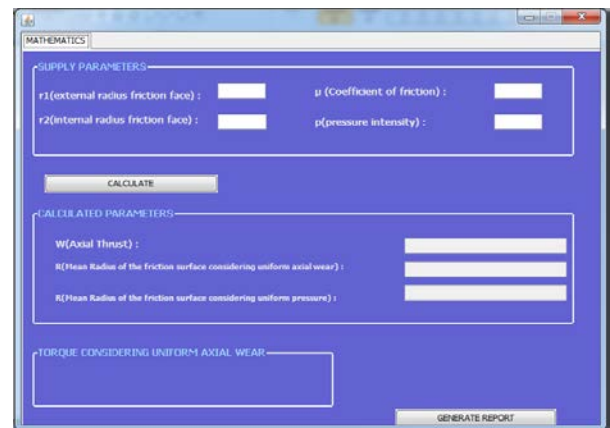 MATHEMATICS
SUPPLY PARAMETERS
r1(external radius friction face) :
μ (Coefficient of friction) :
r2(internal radius friction face) :
p(pressure intensity) :
CALCULATE
CALCULATED PARAMETERS
W(Axial Thrust) :
R(Mean Radius of the friction surface considering uniform axial wear) :
R(Mean Radius of the friction surface considering uniform pressure) :
TORQUE CONSIDERING UNIFORM AXIAL WEAR
GENERATE REPORT